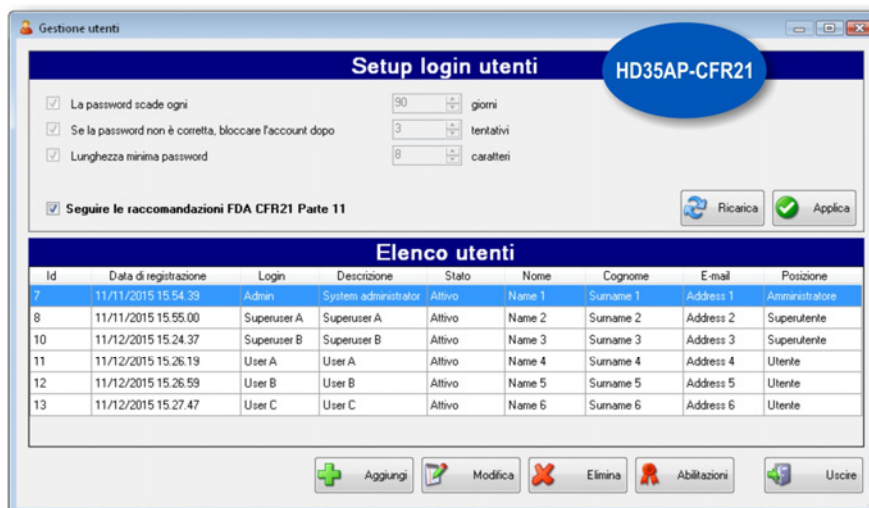 Gestione utenti
Setup login utenti
HD35AP-CFR21
La password scade ogni 90 giorni
Se la password non è corretta, bloccare l'account dopo 3 tentativi
Lunghezza minima password 8 caratteri
Seguire le raccomandazioni FDA CFR21 Parte 11
Ricarica Applica
Elenco utenti
Id Data di registrazione Login Descrizione Stato Nome Cognome E-mail Posizione
7 11/11/2015 15.54.39 Admin System administrator Attivo Name 1 Surname 1 Address 1 Amministratore
8 11/11/2015 15.55.00 Superuser A Superuser A Attivo Name 2 Surname 2 Address 2 Superutente
10 11/12/2015 15.24.37 Superuser B Superuser B Attivo Name 3 Surname 3 Address 3 Superutente
11 11/12/2015 15.26.19 User A User A Attivo Name 4 Surname 4 Address 4 Utente
12 11/12/2015 15.26.59 User B User B Attivo Name 5 Surname 5 Address 5 Utente
13 11/12/2015 15.27.47 User C User C Attivo Name 6 Surname 6 Address 6 Utente
Aggiungi Modifica Elimina Abilitazioni Uscire